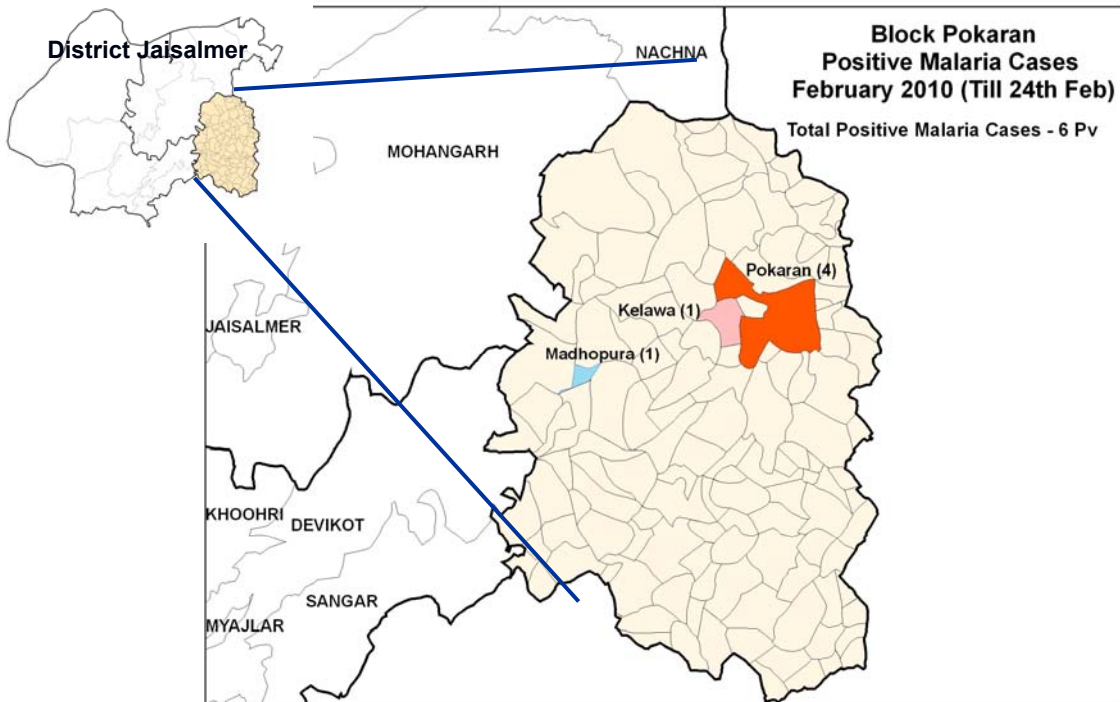 District Jaisalmer
Block Pokaran
Positive Malaria Cases
February 2010 (Till 24th Feb)
Total Positive Malaria Cases - 6 Pv
NACHNA
MOHANGARH
Pokaran (4)
Kelawa (1)
JAISALMER
Madhopura (1)
KHOOHRI
DEVIKOT
SANGAR
MYAJLAR